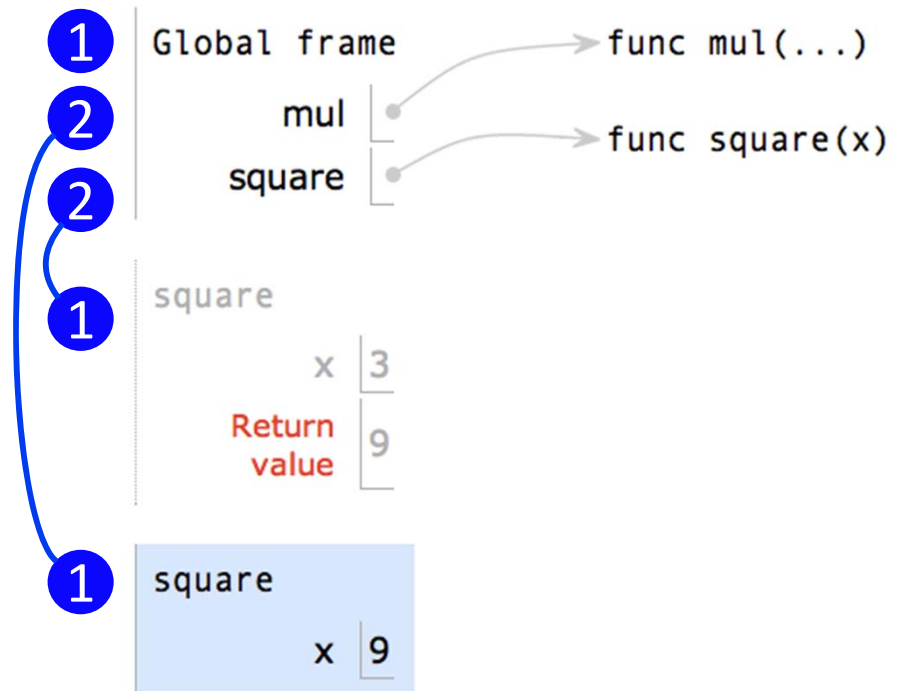 1 Global frame func mul(...)
2 mul
func square(x)
square
2
square
1
x 3
Return
value 9
1 square
x 9